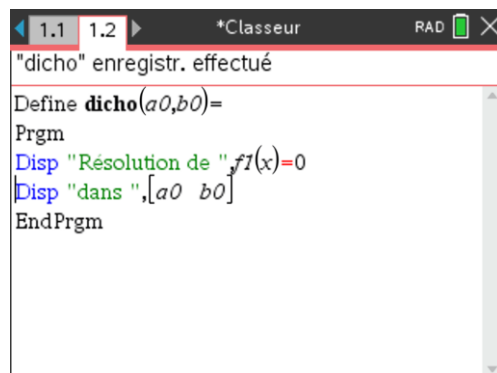 1.1 1.2 *Classeur RAD
"dicho" enregistr. effectué
Define dicho(a0,b0)=
Prgm
Disp "Résolution de ",f1(x)=0
Disp "dans ",[a0 b0]
EndPrgm